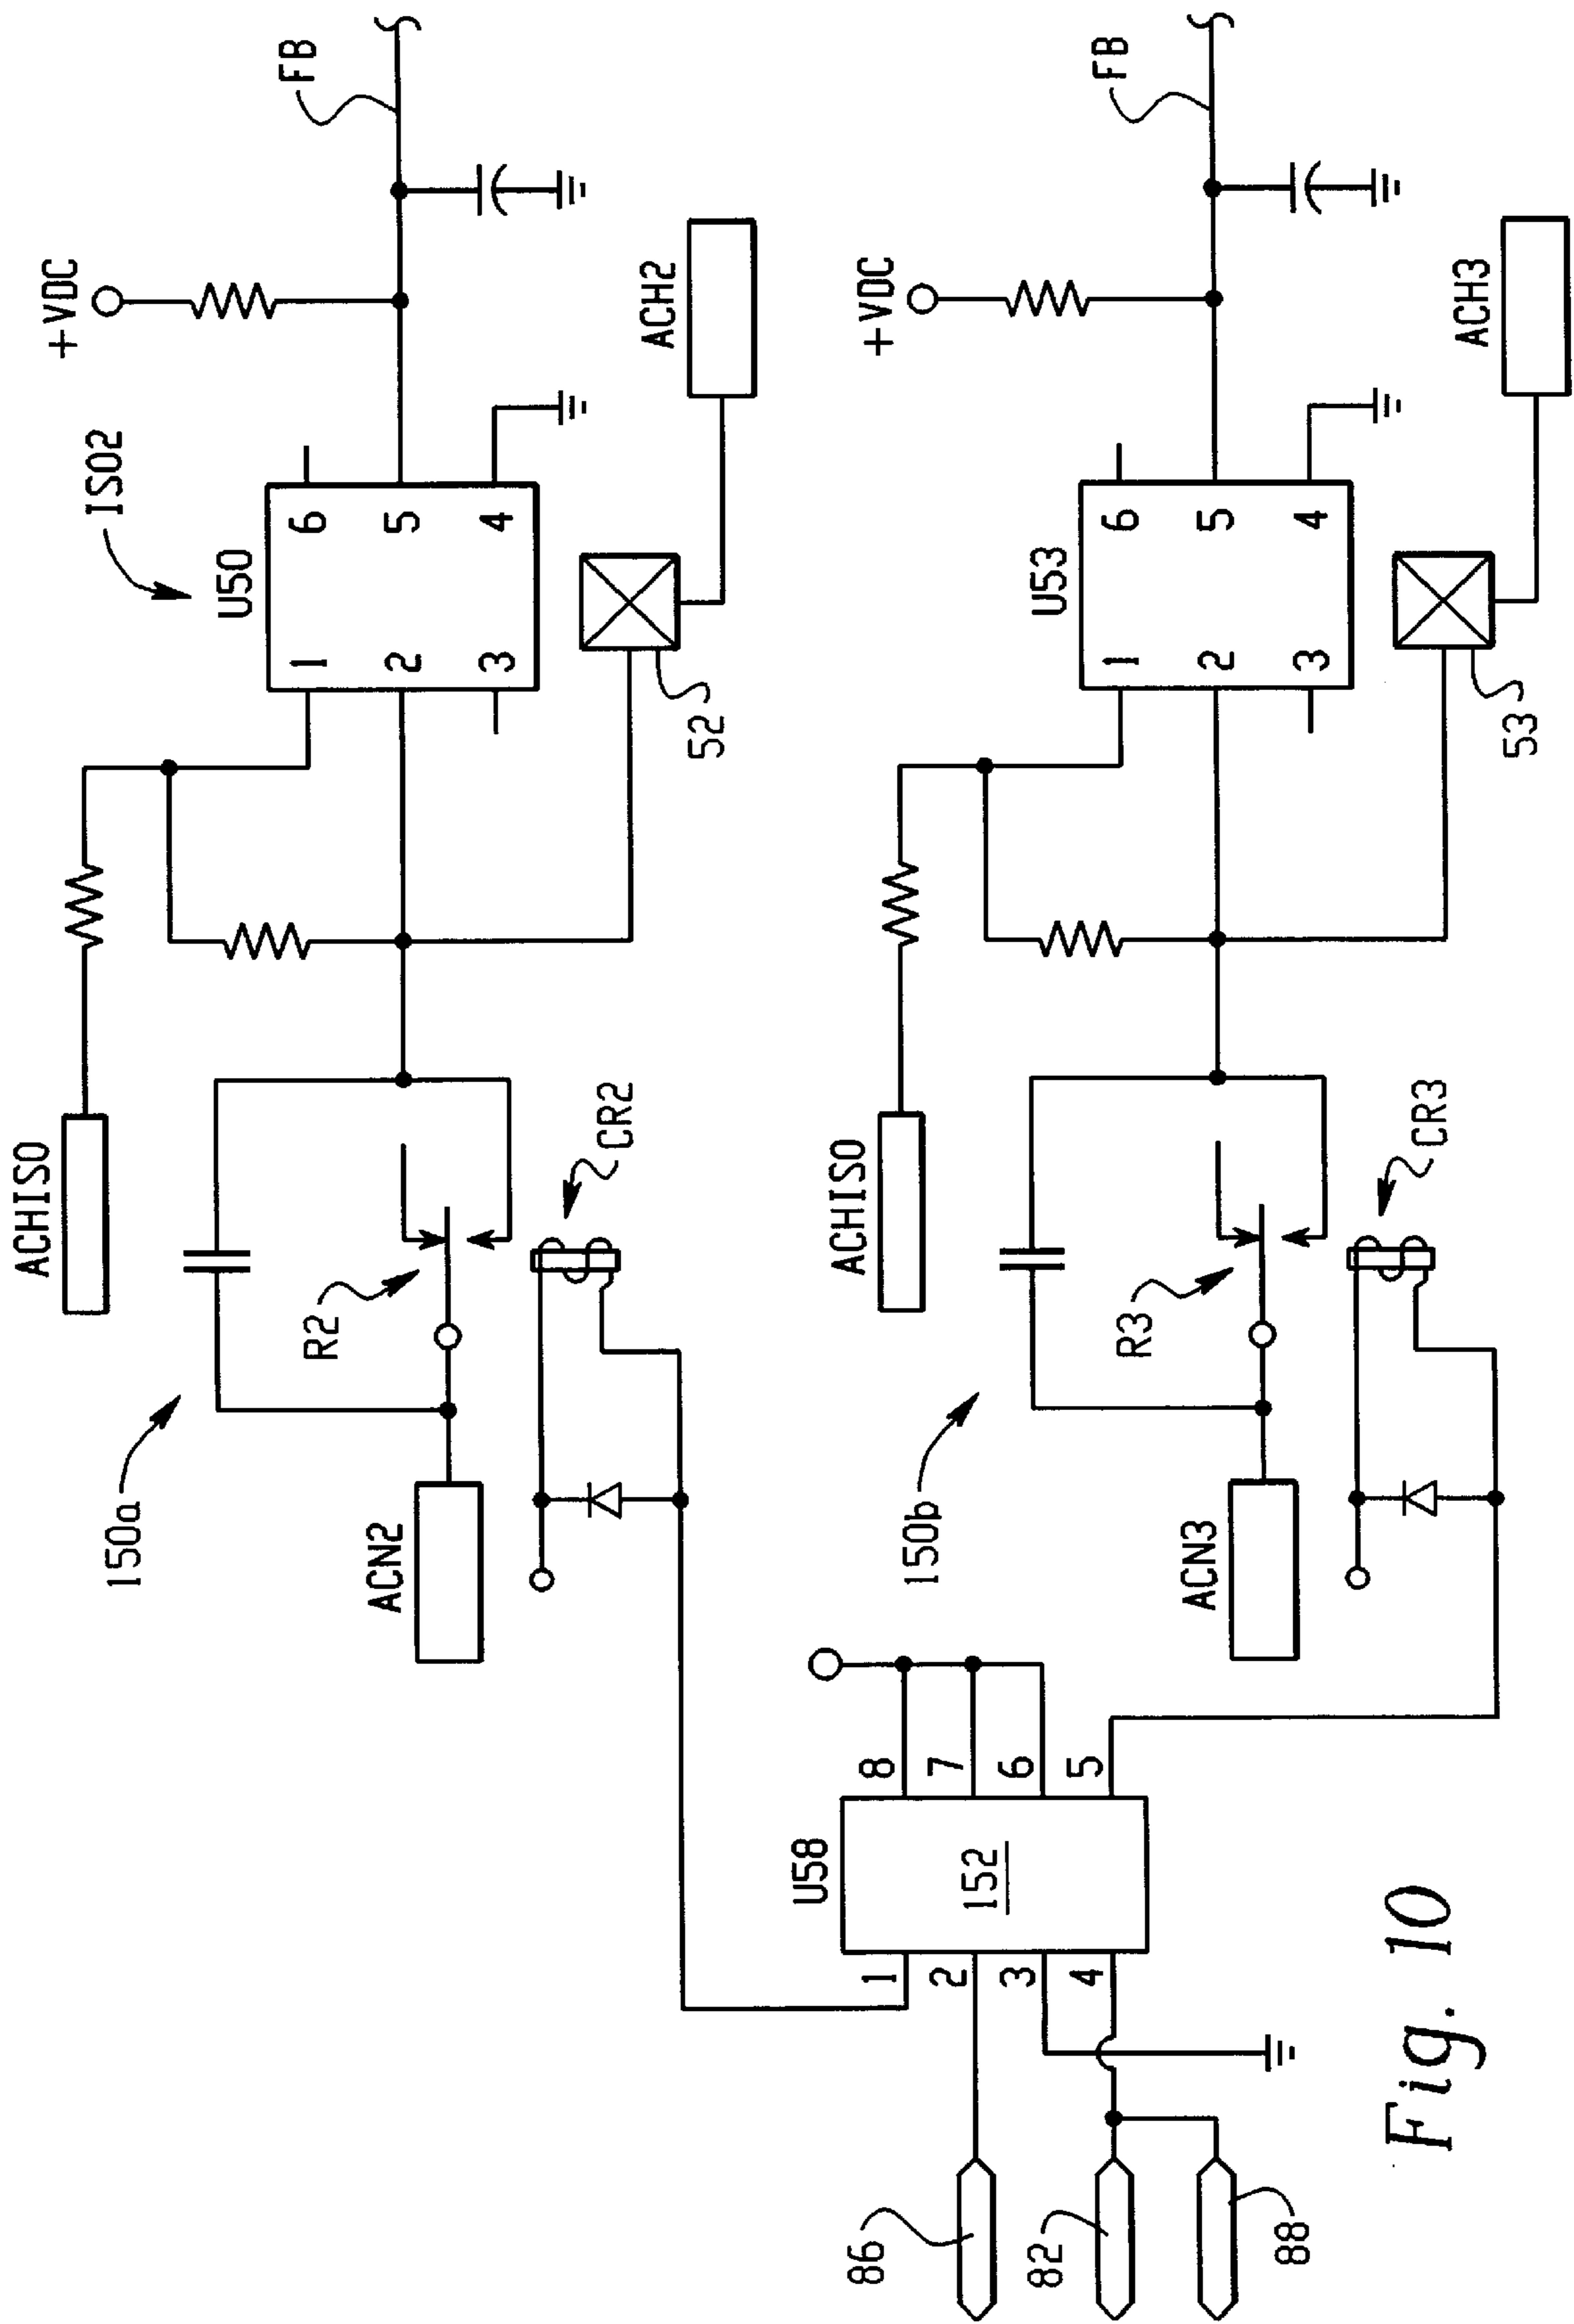 ACHISO
150a
R2
ACN2
CR2
ISO2
U50
1
2
3
6
5
4
52
+VDC
FB
ACH2
U58
152
1
2
3
4
8
7
6
5
86
82
88
ACHISO
150b
R3
ACN3
CR3
U53
1
2
3
6
5
4
53
+VDC
FB
ACH3
Fig. 10